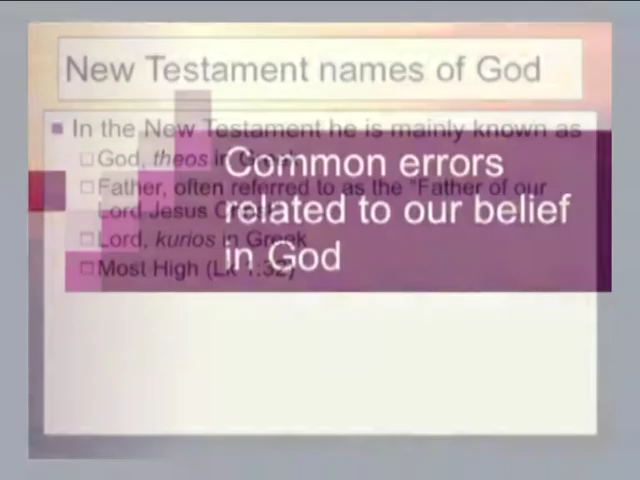 New Testament names of God
In the New Testament he is mainly known as
God, theos in Greek
Father, often referred to as the "Father of our
Lord Jesus Christ"
Lord, kurios in Greek
Most High (Lk 1:32)
Common errors
related to our belief
in God